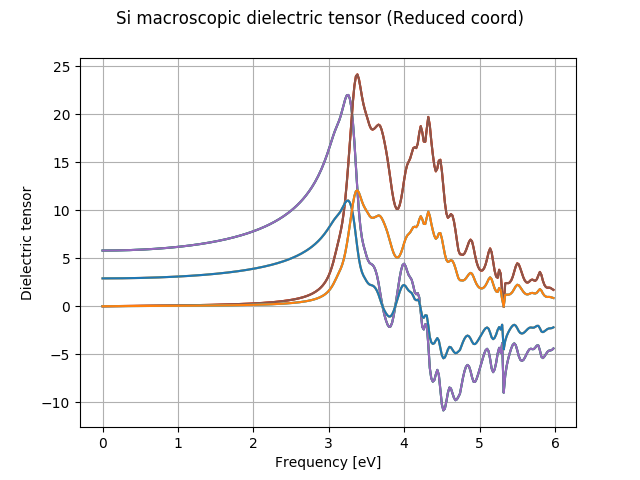 Si macroscopic dielectric tensor (Reduced coord)
25
20
15
10
5
0
−5
−10
Dielectric tensor
0 1 2 3 4 5 6
Frequency [eV]